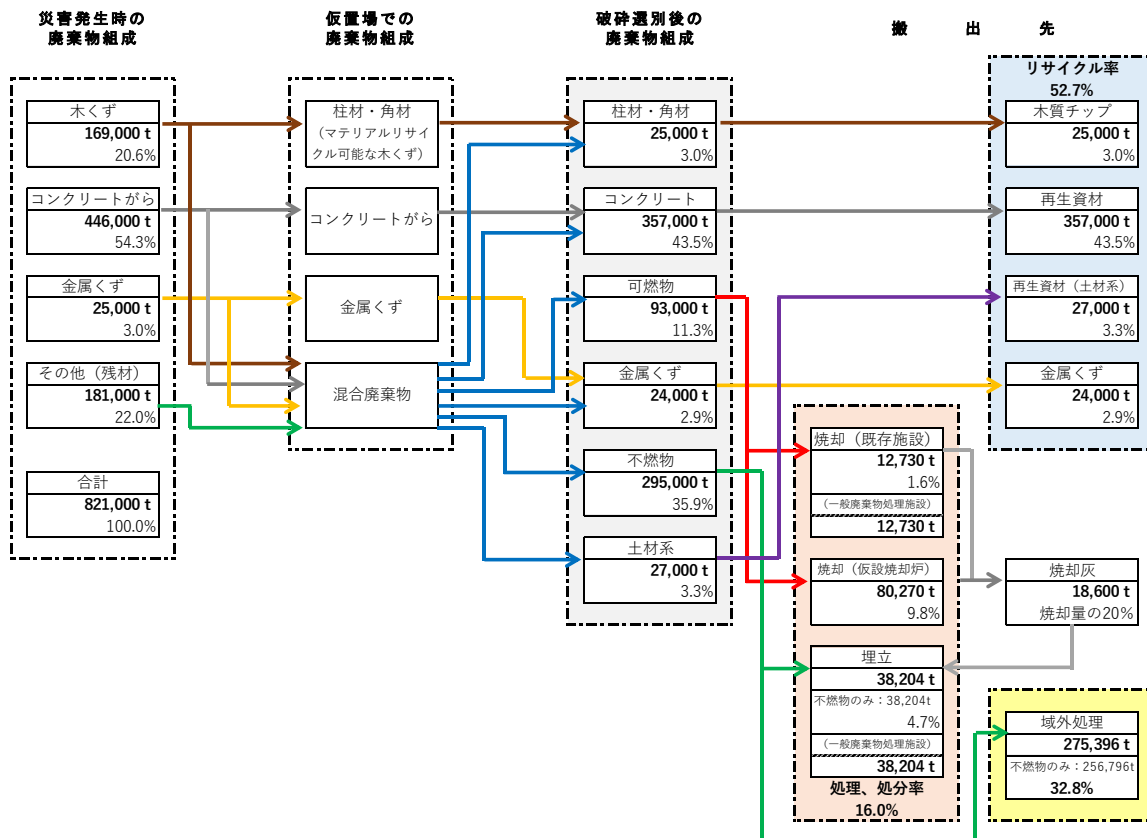 災害発生時の
廃棄物組成
仮置場での
廃棄物組成
破砕選別後の
廃棄物組成
搬 出 先
木くず
169,000 t
20.6%
コンクリートがら
446,000 t
54.3%
金属くず
25,000 t
3.0%
その他（残材）
181,000 t
22.0%
合計
821,000 t
100.0%
柱材・角材
（マテリアルリサイ
クル可能な木くず）
コンクリートがら
金属くず
混合廃棄物
柱材・角材
25,000 t
3.0%
コンクリート
357,000 t
43.5%
可燃物
93,000 t
11.3%
金属くず
24,000 t
2.9%
不燃物
295,000 t
35.9%
土材系
27,000 t
3.3%
焼却（既存施設）
12,730 t
1.6%
（一般廃棄物処理施設）
12,730 t
焼却（仮設焼却炉）
80,270 t
9.8%
埋立
38,204 t
不燃物のみ：38,204t
4.7%
（一般廃棄物処理施設）
38,204 t
処理、処分率
16.0%
リサイクル率
52.7%
木質チップ
25,000 t
3.0%
再生資材
357,000 t
43.5%
再生資材（土材系）
27,000 t
3.3%
金属くず
24,000 t
2.9%
焼却灰
18,600 t
焼却量の20%
域外処理
275,396 t
不燃物のみ：256,796t
32.8%